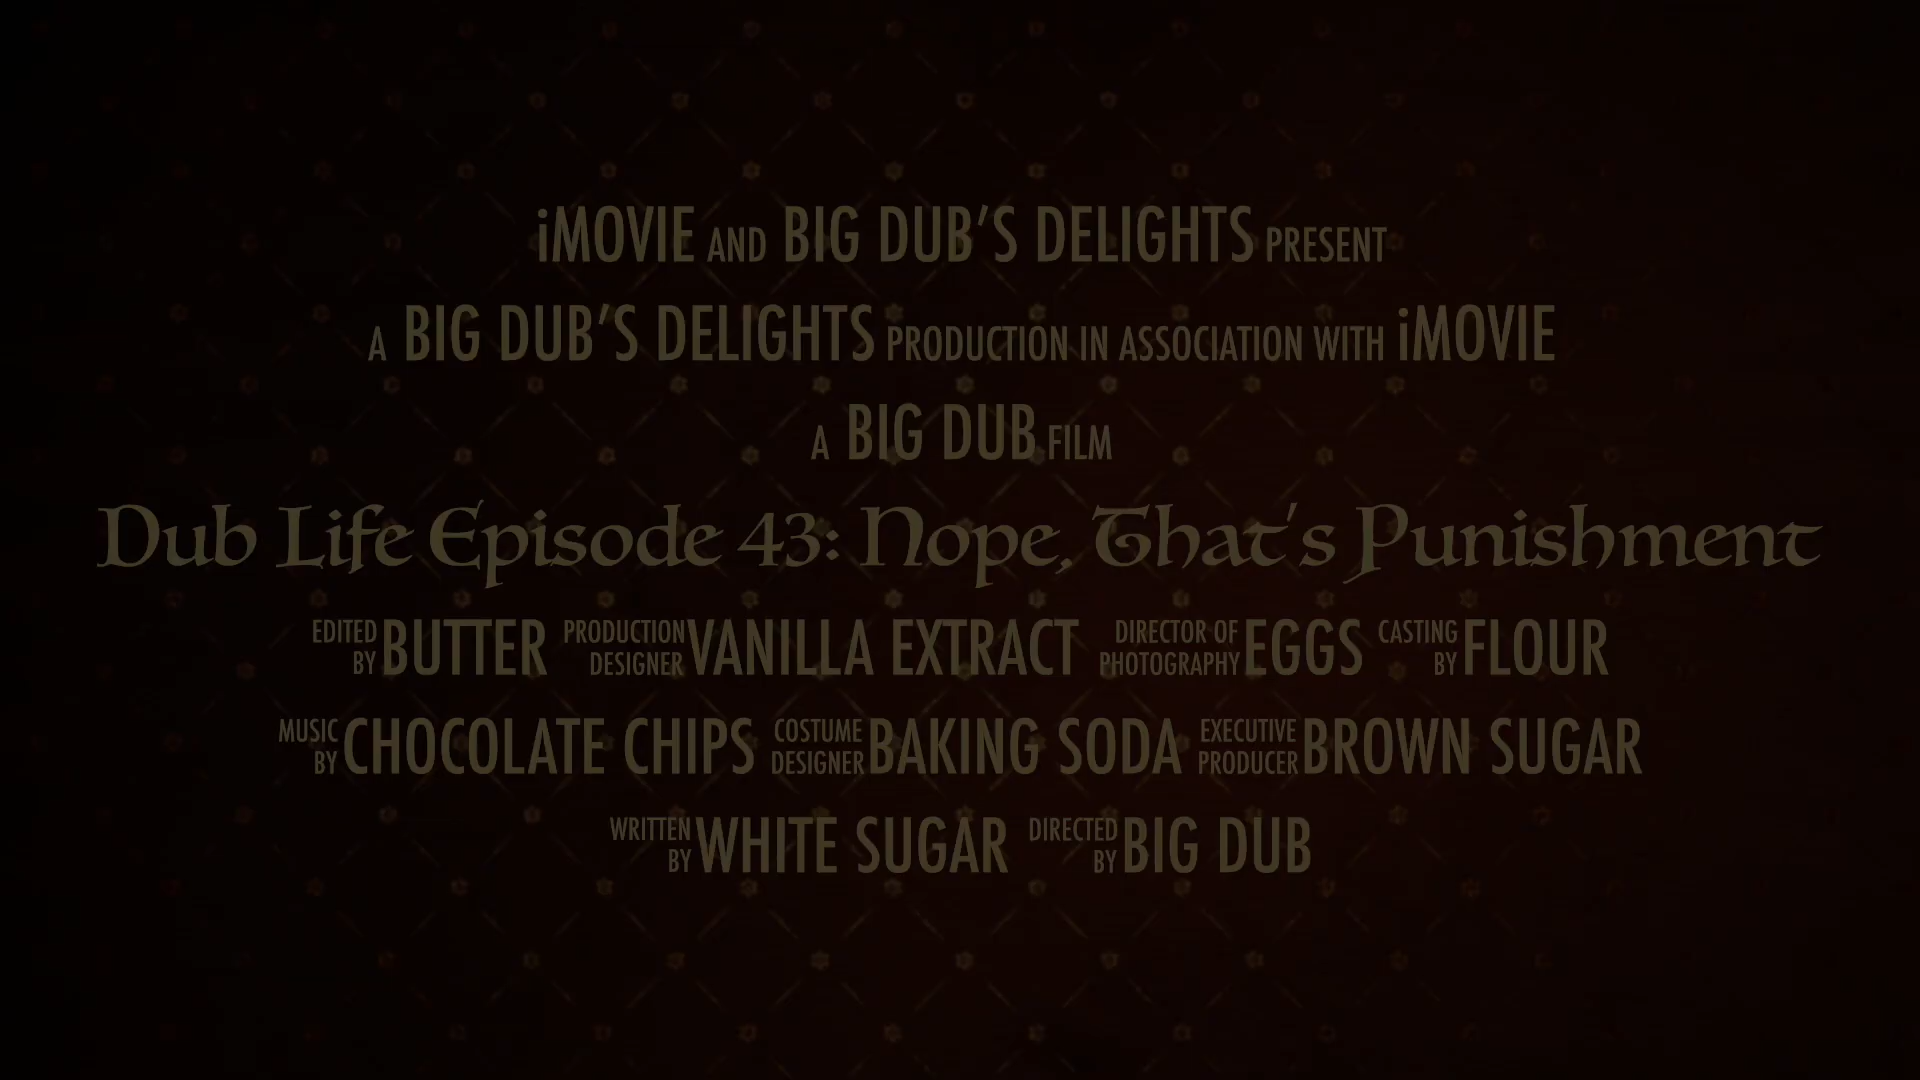 iMOVIE AND BIG DUB'S DELIGHTS PRESENT
A BIG DUB'S DELIGHTS PRODUCTION IN ASSOCIATION WITH iMOVIE
A BIG DUB FILM
Dub Life Episode 43: Nope, That's Punishment
EDITED BY BUTTER PRODUCTION DESIGNER VANILLA EXTRACT DIRECTOR OF PHOTOGRAPHY EGGS CASTING BY FLOUR
MUSIC BY CHOCOLATE CHIPS COSTUME DESIGNER BAKING SODA EXECUTIVE PRODUCER BROWN SUGAR
WRITTEN BY WHITE SUGAR DIRECTED BY BIG DUB